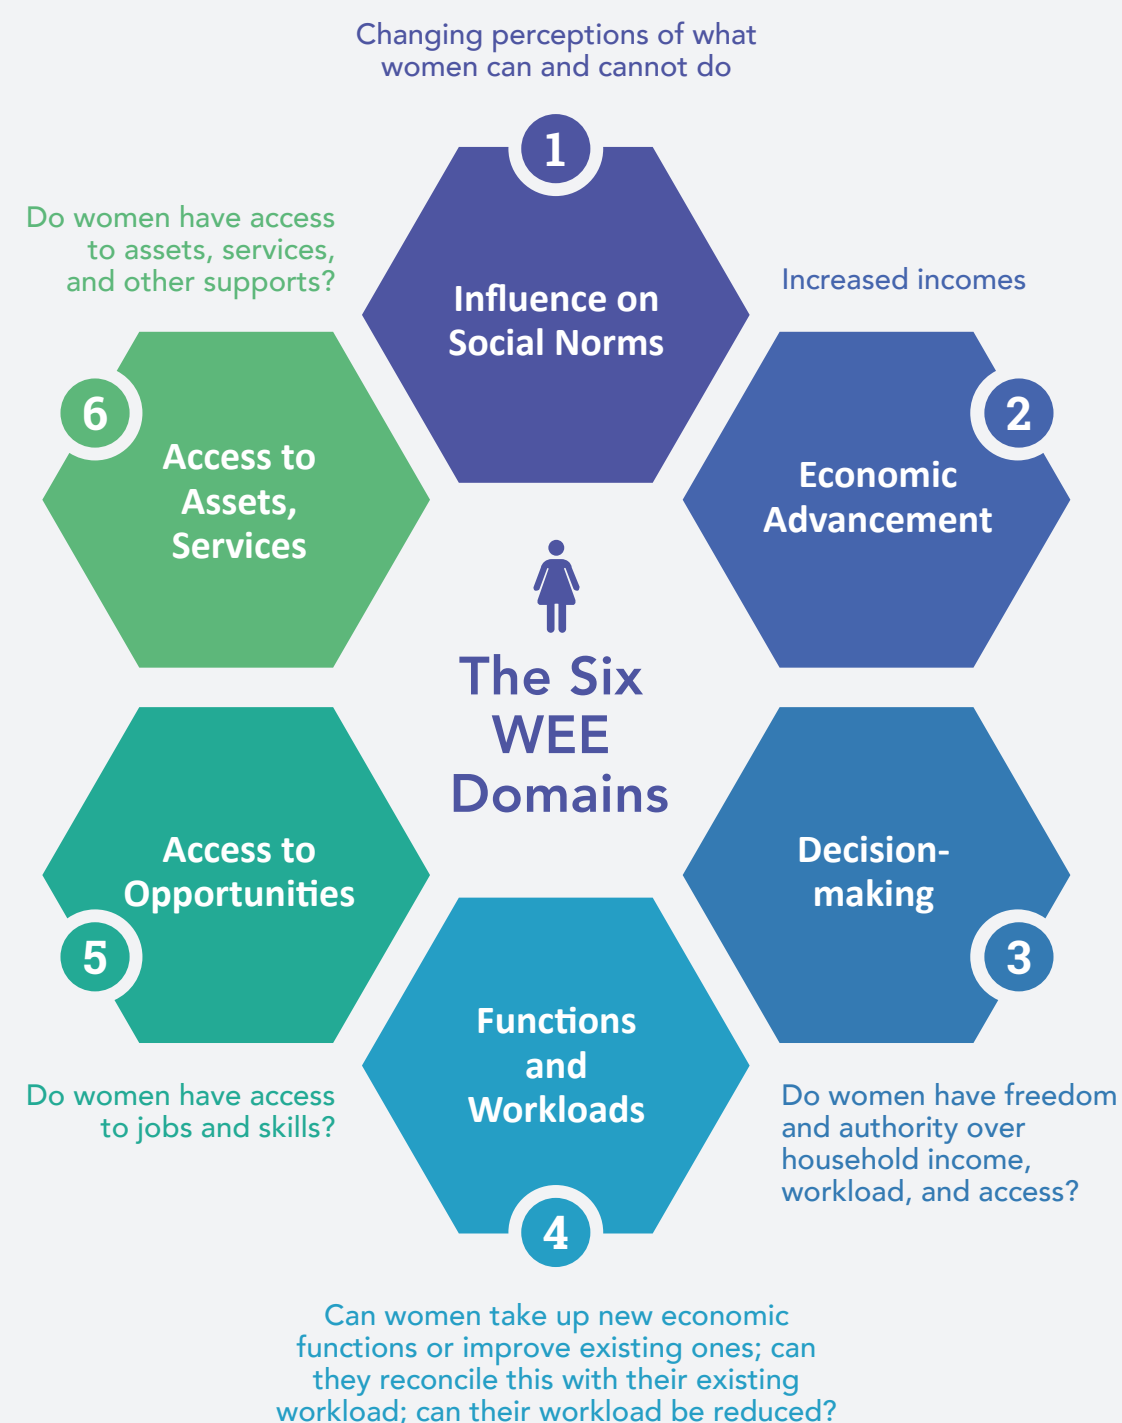 Changing perceptions of what
women can and cannot do
1
Influence on
Social Norms
Increased incomes
2
Economic
Advancement
3
Decision-
making
Do women have freedom
and authority over
household income,
workload, and access?
4
Functions
and
Workloads
Can women take up new economic
functions or improve existing ones; can
they reconcile this with their existing
workload; can their workload be reduced?
5
Access to
Opportunities
Do women have access
to jobs and skills?
Do women have access
to assets, services,
and other supports?
6
Access to
Assets,
Services
The Six
WEE
Domains